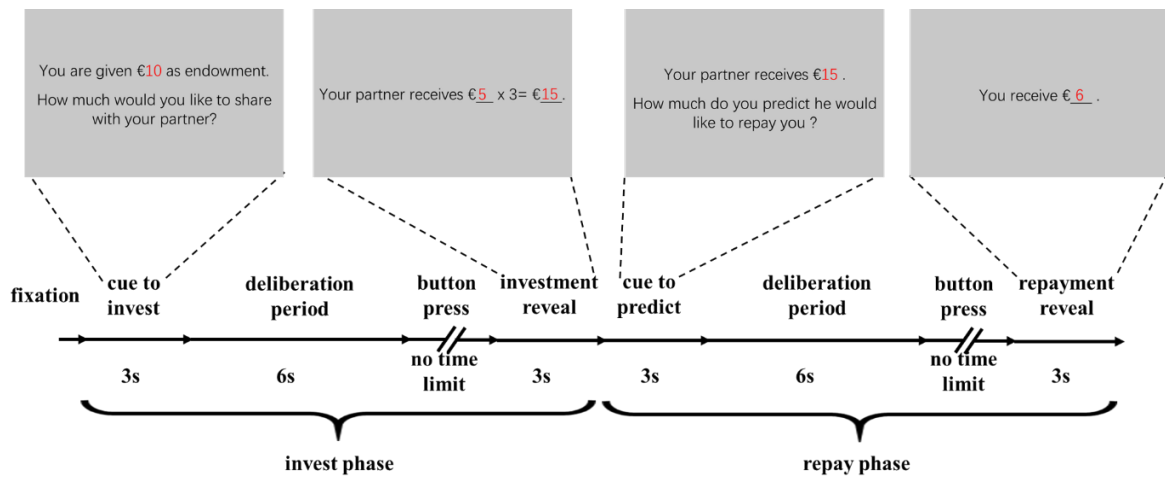 You are given €10 as endowment.
How much would you like to share
with your partner?
Your partner receives €5 x 3= €15.
Your partner receives €15 .
How much do you predict he would
like to repay you ?
You receive € 6 .
fixation
cue to
invest
deliberation
period
button
press
investment
reveal
cue to
predict
deliberation
period
button
press
repayment
reveal
3s
6s
no time
limit
3s
3s
6s
no time
limit
3s
invest phase
repay phase